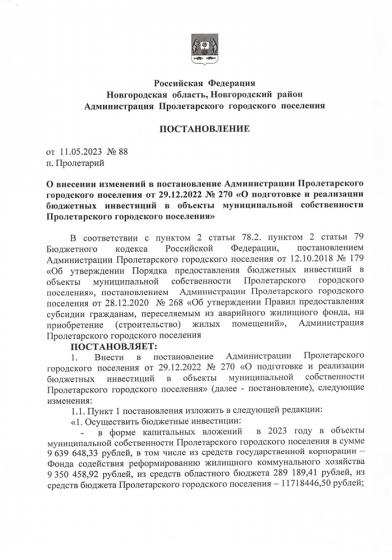 Российская Федерация
Новгородская область, Новгородский район
Администрация Пролетарского городского поселения
ПОСТАНОВЛЕНИЕ
от 11.05.2023 № 88
п. Пролетарий
О внесении изменений в постановление Администрации Пролетарского
городского поселения от 29.12.2022 № 270 «О подготовке и реализации
бюджетных инвестиций в объекты муниципальной собственности
Пролетарского городского поселения»
В соответствии с пунктом 2 статьи 78.2. пунктом 2 статьи 79
Бюджетного кодекса Российской Федерации, постановлением
Администрации Пролетарского городского поселения от 12.10.2018 № 179
«Об утверждении Порядка предоставления бюджетных инвестиций в
объекты муниципальной собственности Пролетарского городского
поселения», постановлением Администрации Пролетарского городского
поселения от 28.12.2020 № 268 «Об утверждении Правил предоставления
субсидии гражданам, переселяемым из аварийного жилищного фонда, на
приобретение (строительство) жилых помещений», Администрация
Пролетарского городского поселения
ПОСТАНОВЛЯЕТ:
1. Внести в постановление Администрации Пролетарского
городского поселения от 29.12.2022 № 270 «О подготовке и реализации
бюджетных инвестиций в объекты муниципальной собственности
Пролетарского городского поселения» (далее - постановление), следующие
изменения:
1.1. Пункт 1 постановления изложить в следующей редакции:
«1. Осуществить бюджетные инвестиции:
- в форме капитальных вложений в 2023 году в объекты
муниципальной собственности Пролетарского городского поселения в сумме
9 639 648,33 рублей, в том числе из средств государственной корпорации –
Фонда содействия реформированию жилищного коммунального хозяйства
9 350 458,92 рублей, из средств областного бюджета 289 189,41 рублей, из
средств бюджета Пролетарского городского поселения – 11718446,50 рублей;